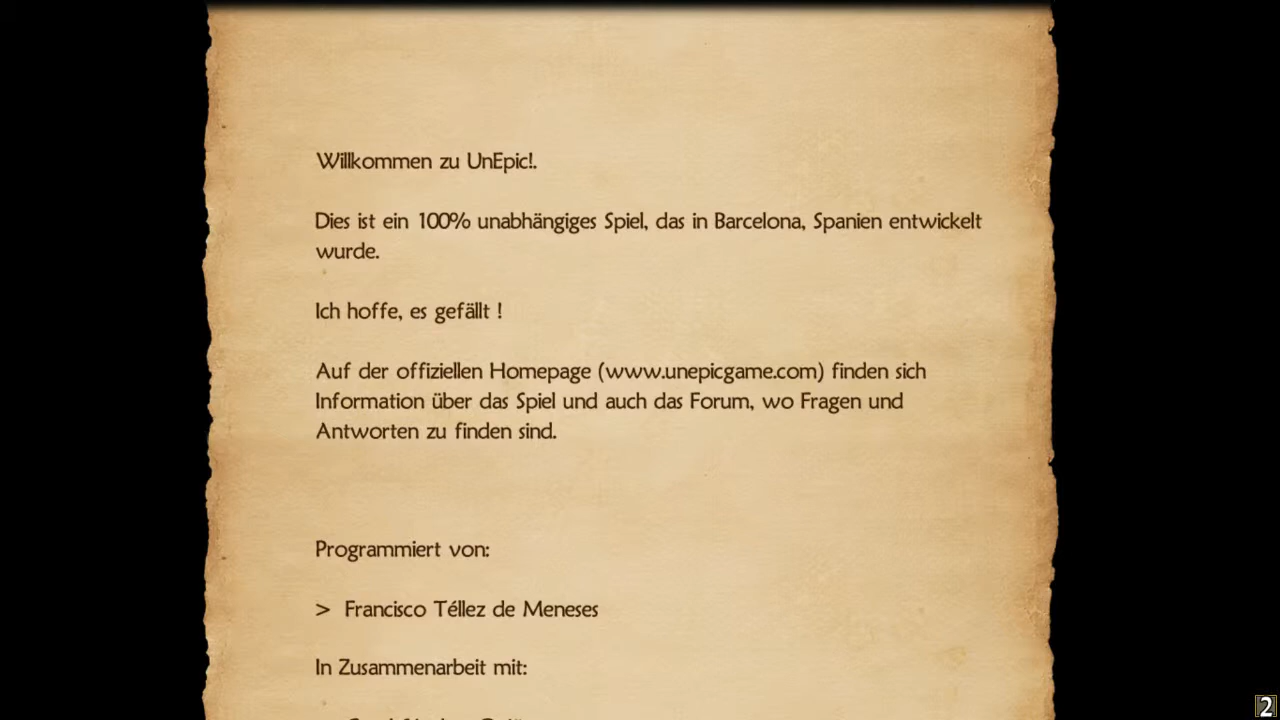 Willkommen zu UnEpic!.
Dies ist ein 100% unabhängiges Spiel, das in Barcelona, Spanien entwickelt
wurde.
Ich hoffe, es gefällt !
Auf der offiziellen Homepage (www.unepicgame.com) finden sich
Information über das Spiel und auch das Forum, wo Fragen und
Antworten zu finden sind.
Programmiert von:
> Francisco Téllez de Meneses
In Zusammenarbeit mit:
2